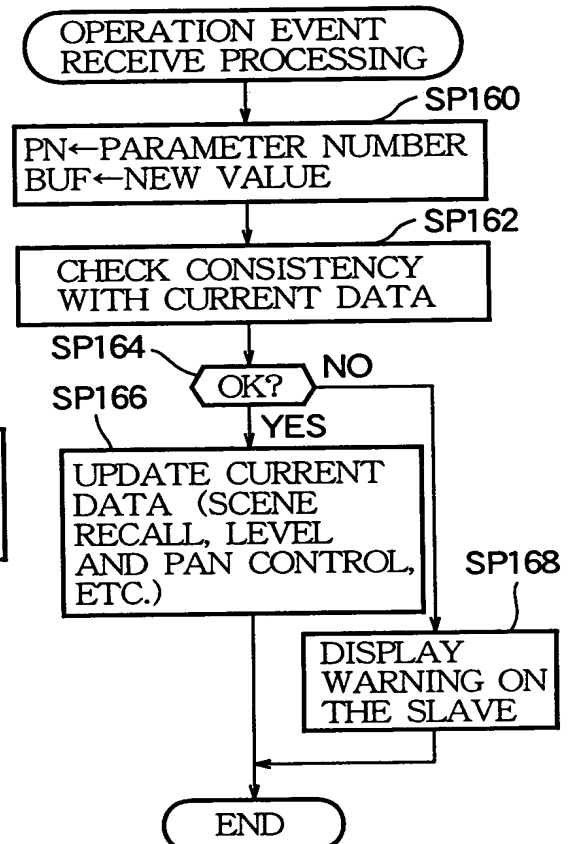 OPERATION EVENT
RECEIVE PROCESSING
SP160
PN←PARAMETER NUMBER
BUF←NEW VALUE
SP162
CHECK CONSISTENCY
WITH CURRENT DATA
SP164
OK?
NO
SP166
YES
UPDATE CURRENT
DATA (SCENE
RECALL, LEVEL
AND PAN CONTROL,
ETC.)
SP168
DISPLAY
WARNING ON
THE SLAVE
END